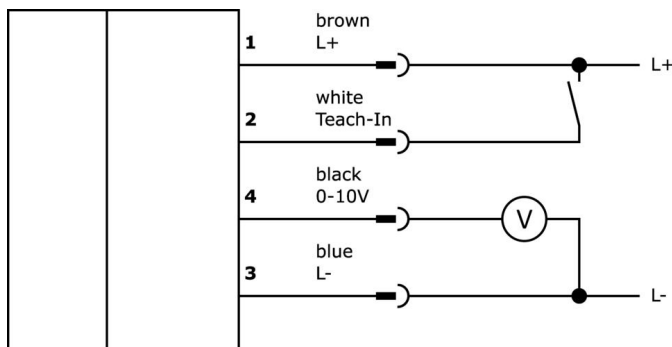 brown
1 L+ L+
white
2 Teach-In
black
4 0-10V
V
blue
3 L-
L-